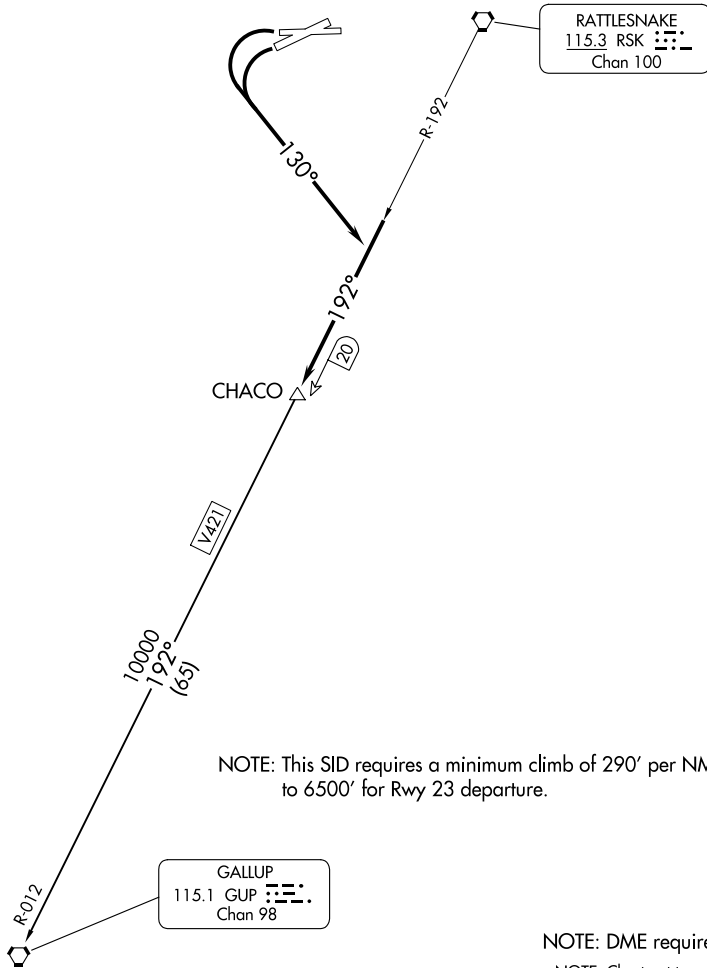 RATTLESNAKE
115.3 RSK
Chan 100
R-192
130°
192°
20
CHACO
V421
10000
192°
(65)
NOTE: This SID requires a minimum climb of 290' per NM
to 6500' for Rwy 23 departure.
GALLUP
115.1 GUP
Chan 98
R-012
NOTE: DME require
NOTE: